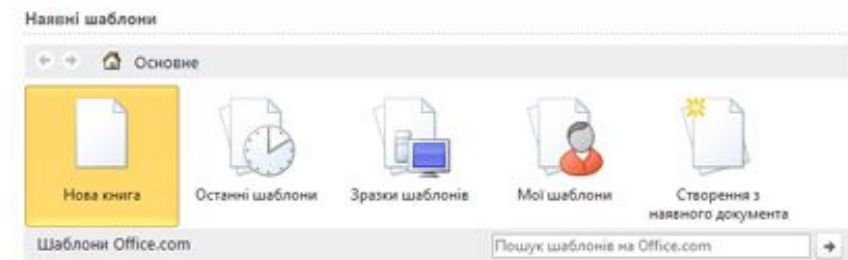 Наявні шаблони
Основне
Нова книга
Останні шаблони
Зразки шаблонів
Мої шаблони
Створення з
наявного документа
Шаблони Office.com
Пошук шаблонів на Office.com